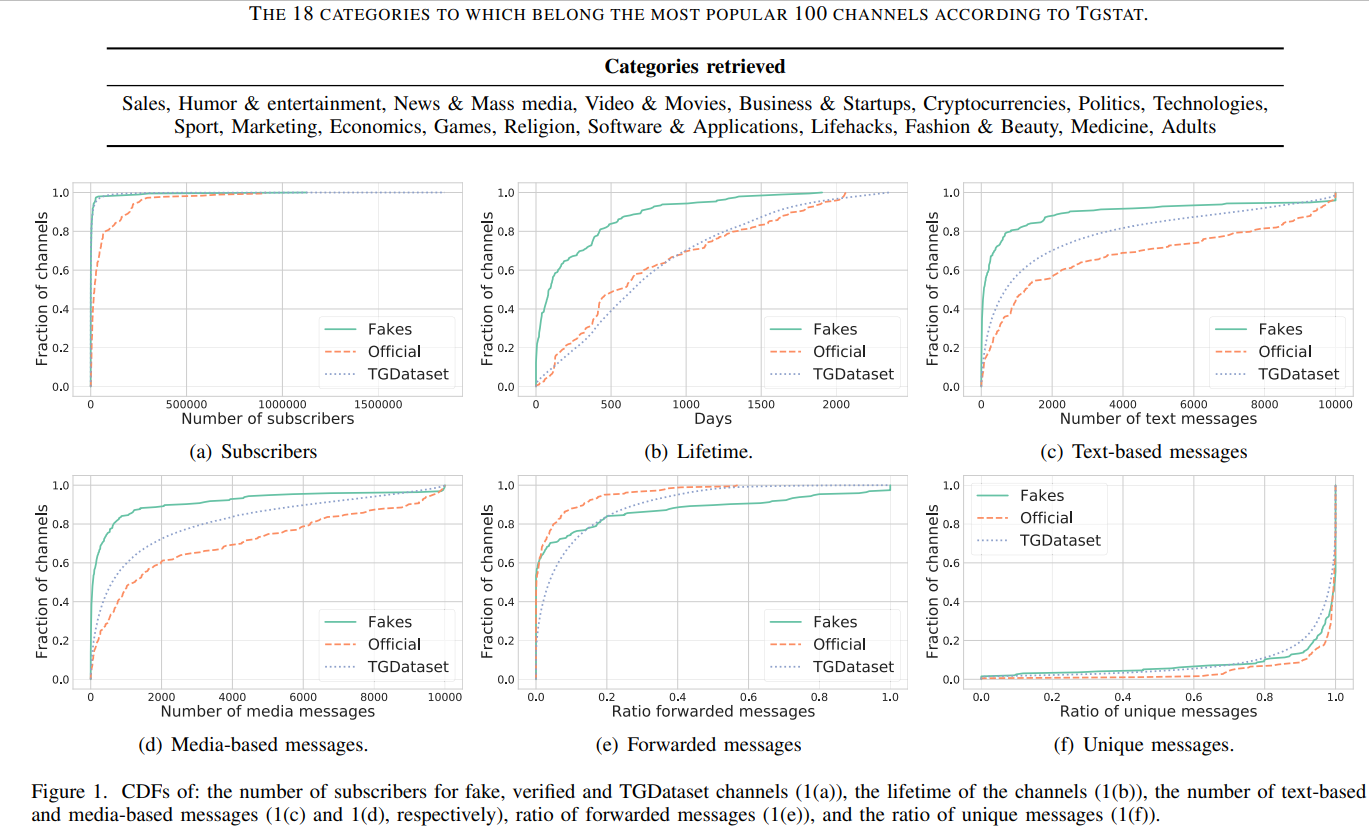 THE 18 CATEGORIES TO WHICH BELONG THE MOST POPULAR 100 CHANNELS ACCORDING TO TGSTAT.
Categories retrieved
Sales, Humor & entertainment, News & Mass media, Video & Movies, Business & Startups, Cryptocurrencies, Politics, Technologies,
Sport, Marketing, Economics, Games, Religion, Software & Applications, Lifehacks, Fashion & Beauty, Medicine, Adults
Fraction of channels
1.0
0.8
0.6
0.4
0.2
0.0
Fakes
Official
TGDataset
0 500000 1000000 1500000
Number of subscribers
(a) Subscribers
Fraction of channels
1.0
0.8
0.6
0.4
0.2
0.0
Fakes
Official
TGDataset
0 500 1000 1500 2000
Days
(b) Lifetime.
Fraction of channels
1.0
0.8
0.6
0.4
0.2
0.0
Fakes
Official
TGDataset
0 2000 4000 6000 8000 10000
Number of text messages
(c) Text-based messages
Fraction of channels
1.0
0.8
0.6
0.4
0.2
0.0
Fakes
Official
TGDataset
0 2000 4000 6000 8000 10000
Number of media messages
(d) Media-based messages.
Fraction of channels
1.0
0.8
0.6
0.4
0.2
0.0
Fakes
Official
TGDataset
0.0 0.2 0.4 0.6 0.8 1.0
Ratio forwarded messages
(e) Forwarded messages
Fraction of channels
1.0
0.8
0.6
0.4
0.2
0.0
Fakes
Official
TGDataset
0.0 0.2 0.4 0.6 0.8 1.0
Ratio of unique messages
(f) Unique messages.
Figure 1. CDFs of: the number of subscribers for fake, verified and TGDataset channels (1(a)), the lifetime of the channels (1(b)), the number of text-based
and media-based messages (1(c) and 1(d), respectively), ratio of forwarded messages (1(e)), and the ratio of unique messages (1(f)).